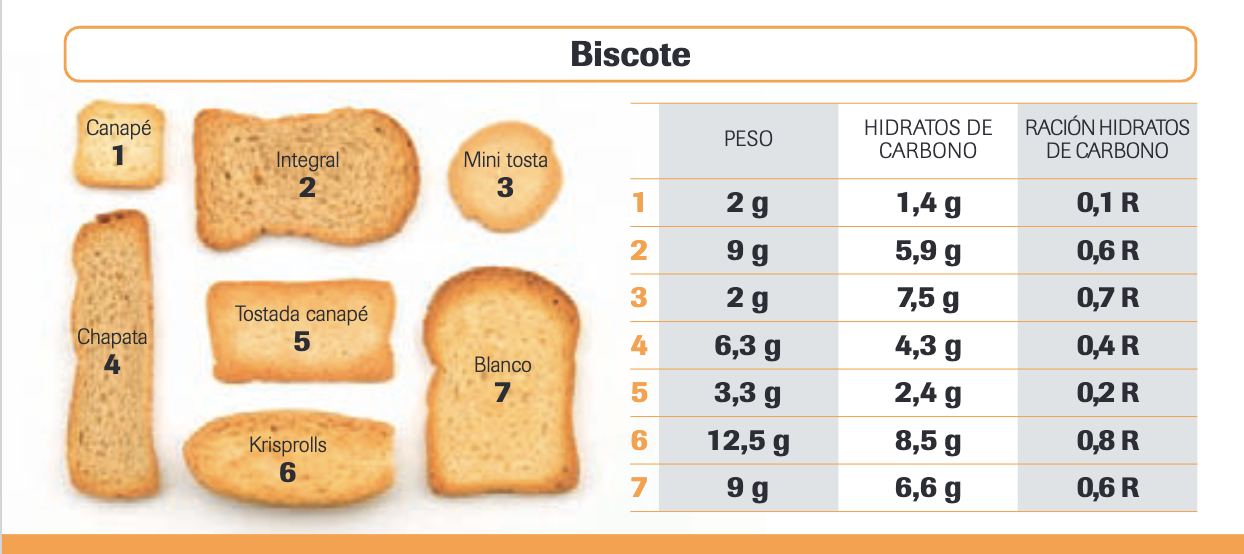 Biscote
Canapé
1
Integral
2
Mini tosta
3
Chapata
4
Tostada canapé
5
Krisprolls
6
Blanco
7
PESO
HIDRATOS DE
CARBONO
RACIÓN HIDRATOS
DE CARBONO
1 2 g 1,4 g 0,1 R
2 9 g 5,9 g 0,6 R
3 2 g 7,5 g 0,7 R
4 6,3 g 4,3 g 0,4 R
5 3,3 g 2,4 g 0,2 R
6 12,5 g 8,5 g 0,8 R
7 9 g 6,6 g 0,6 R